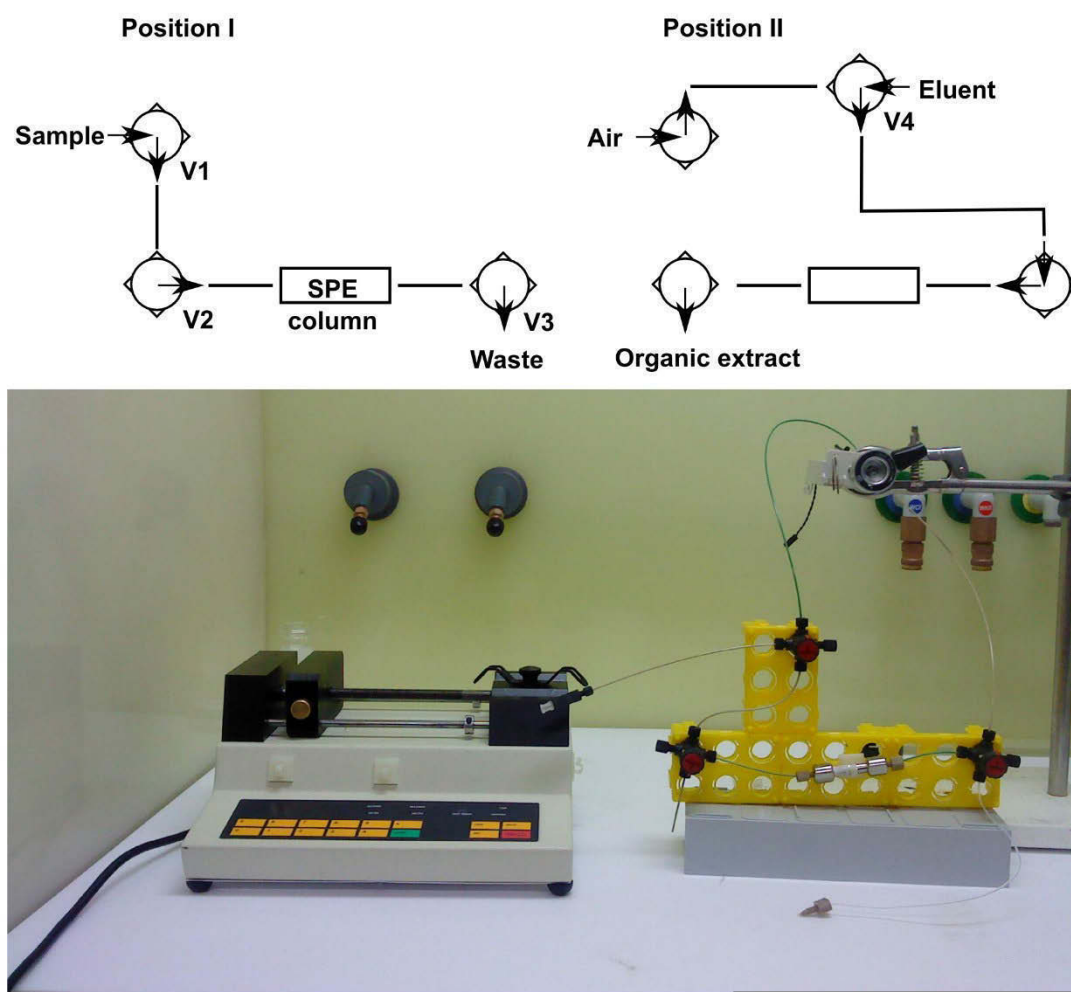 Position I
Sample
V1
V2
SPE
column
V3
Waste
Position II
Air
Eluent
V4
Organic extract